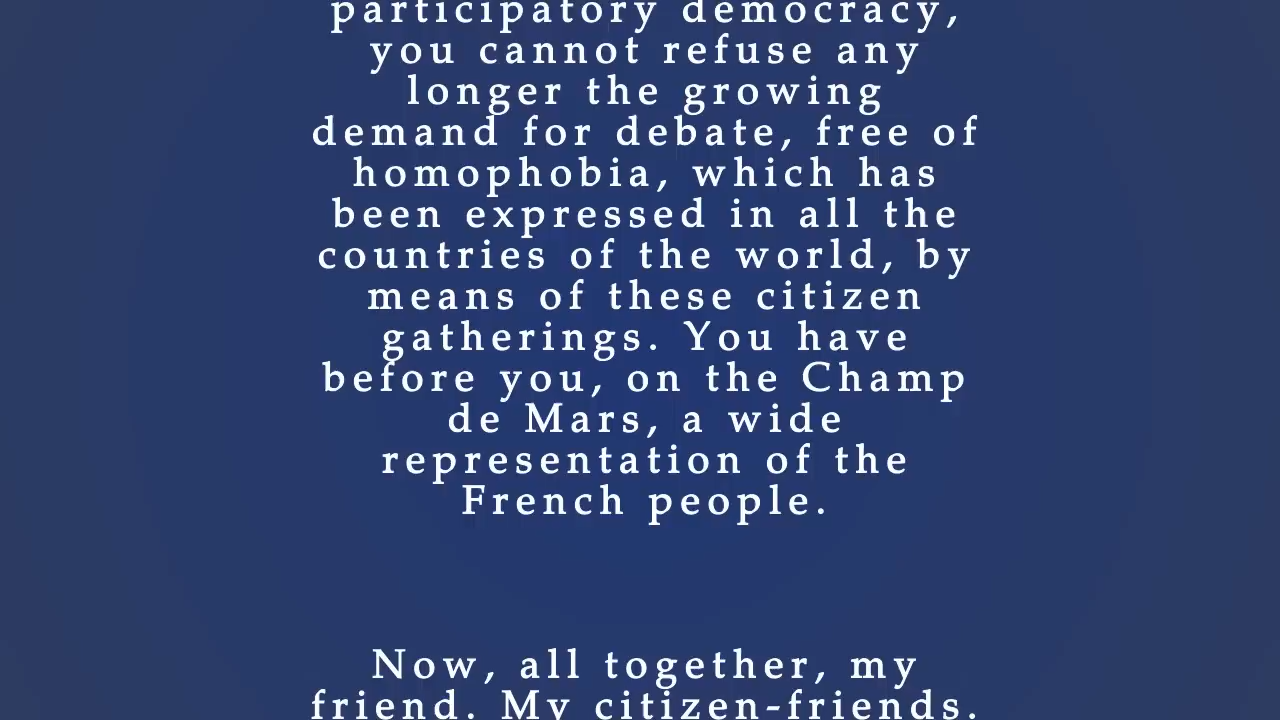 participatory democracy,
you cannot refuse any
longer the growing
demand for debate, free of
homophobia, which has
been expressed in all the
countries of the world, by
means of these citizen
gatherings. You have
before you, on the Champ
de Mars, a wide
representation of the
French people.
Now, all together, my
friend. My citizen-friends.